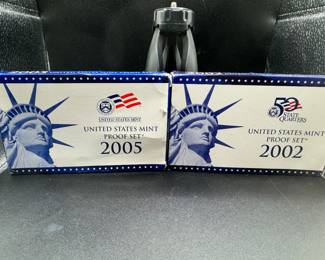 UNITED STATES MINT
UNITED STATES MINT
PROOF SET
2005
50
STATE
QUARTERS
UNITED STATES MINT
PROOF SET
2002